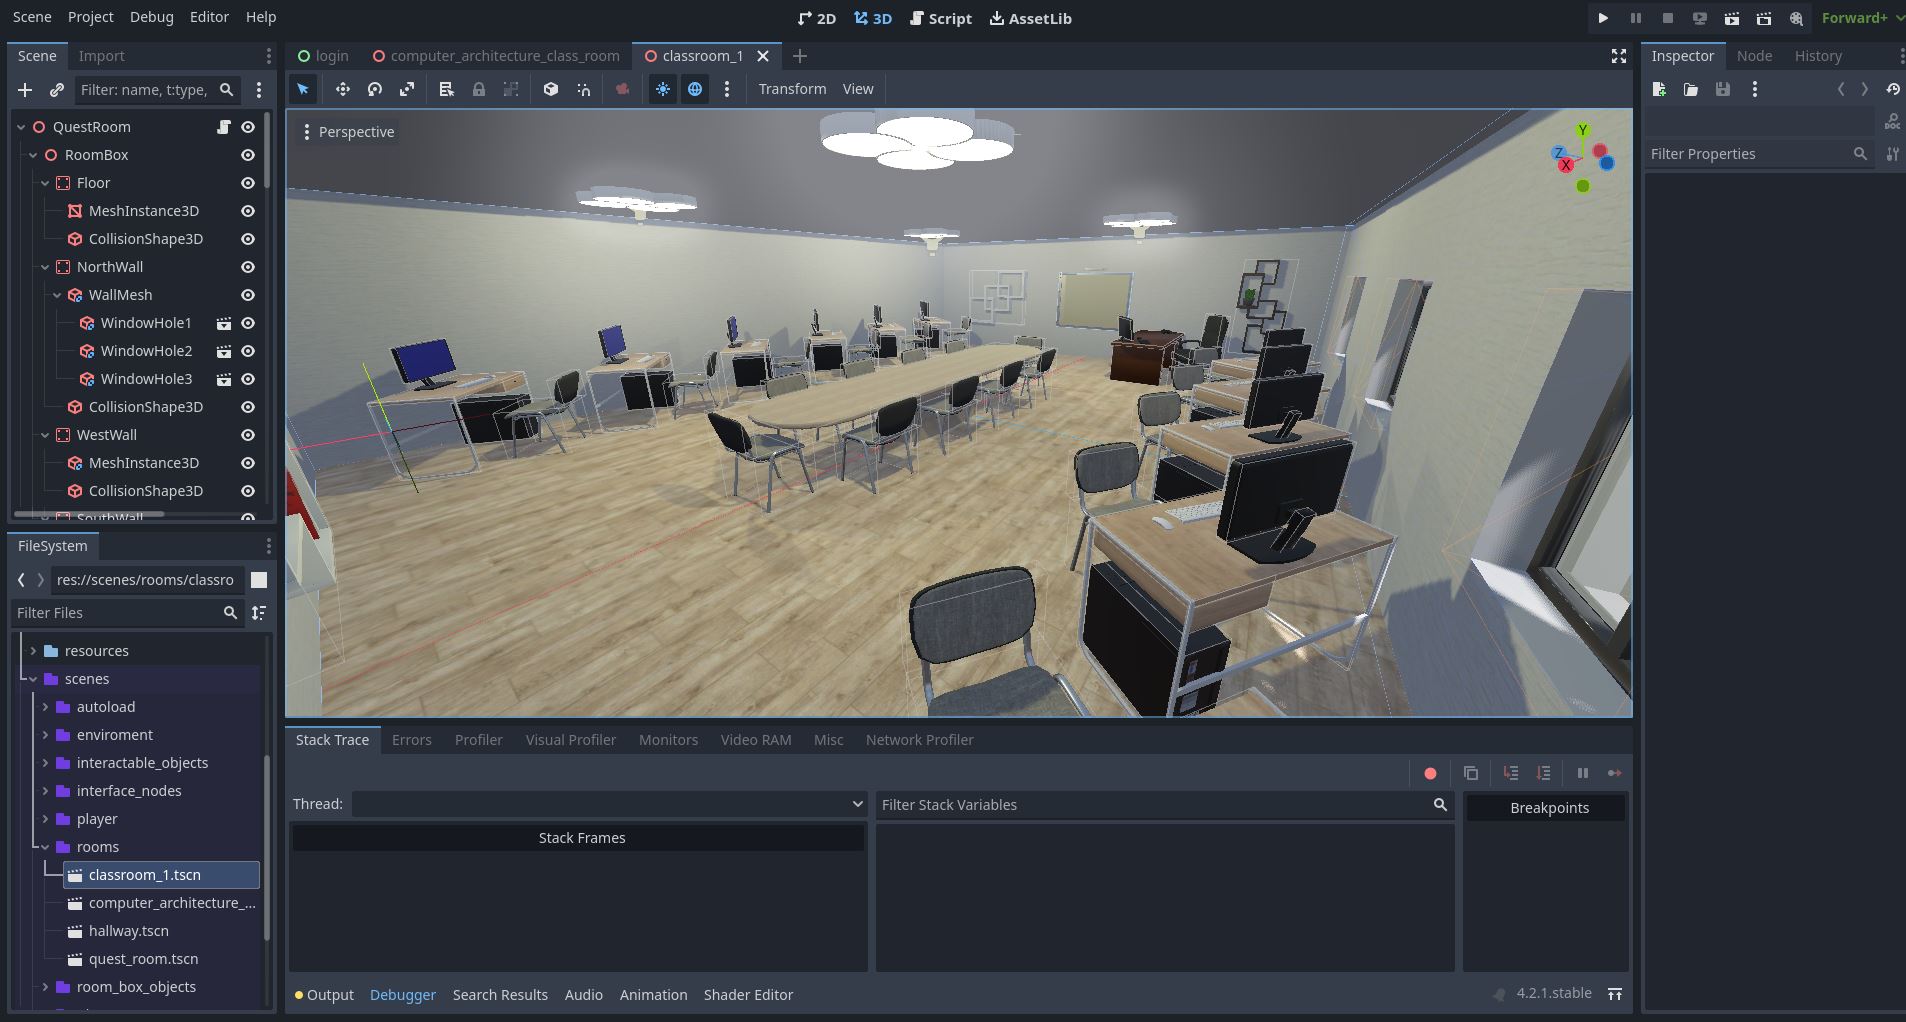 Scene Project Debug Editor Help
2D 3D Script AssetLib
Forward+
Scene Import
login computer_architecture_class_room classroom_1
Inspector Node History
Filter: name, t:type,
Transform View
Perspective
Y
Z
X
Filter Properties
QuestRoom
RoomBox
Floor
MeshInstance3D
CollisionShape3D
NorthWall
WallMesh
WindowHole1
WindowHole2
WindowHole3
CollisionShape3D
WestWall
MeshInstance3D
CollisionShape3D
SouthWall
DOC
FileSystem
res://scenes/rooms/classro
Filter Files
resources
scenes
autoload
enviroment
interactable_objects
interface_nodes
player
rooms
classroom_1.tscn
computer_architecture_...
hallway.tscn
quest_room.tscn
room_box_objects
Stack Trace Errors Profiler Visual Profiler Monitors Video RAM Misc Network Profiler
Thread:
Filter Stack Variables
Breakpoints
Stack Frames
Output Debugger Search Results Audio Animation Shader Editor
4.2.1.stable